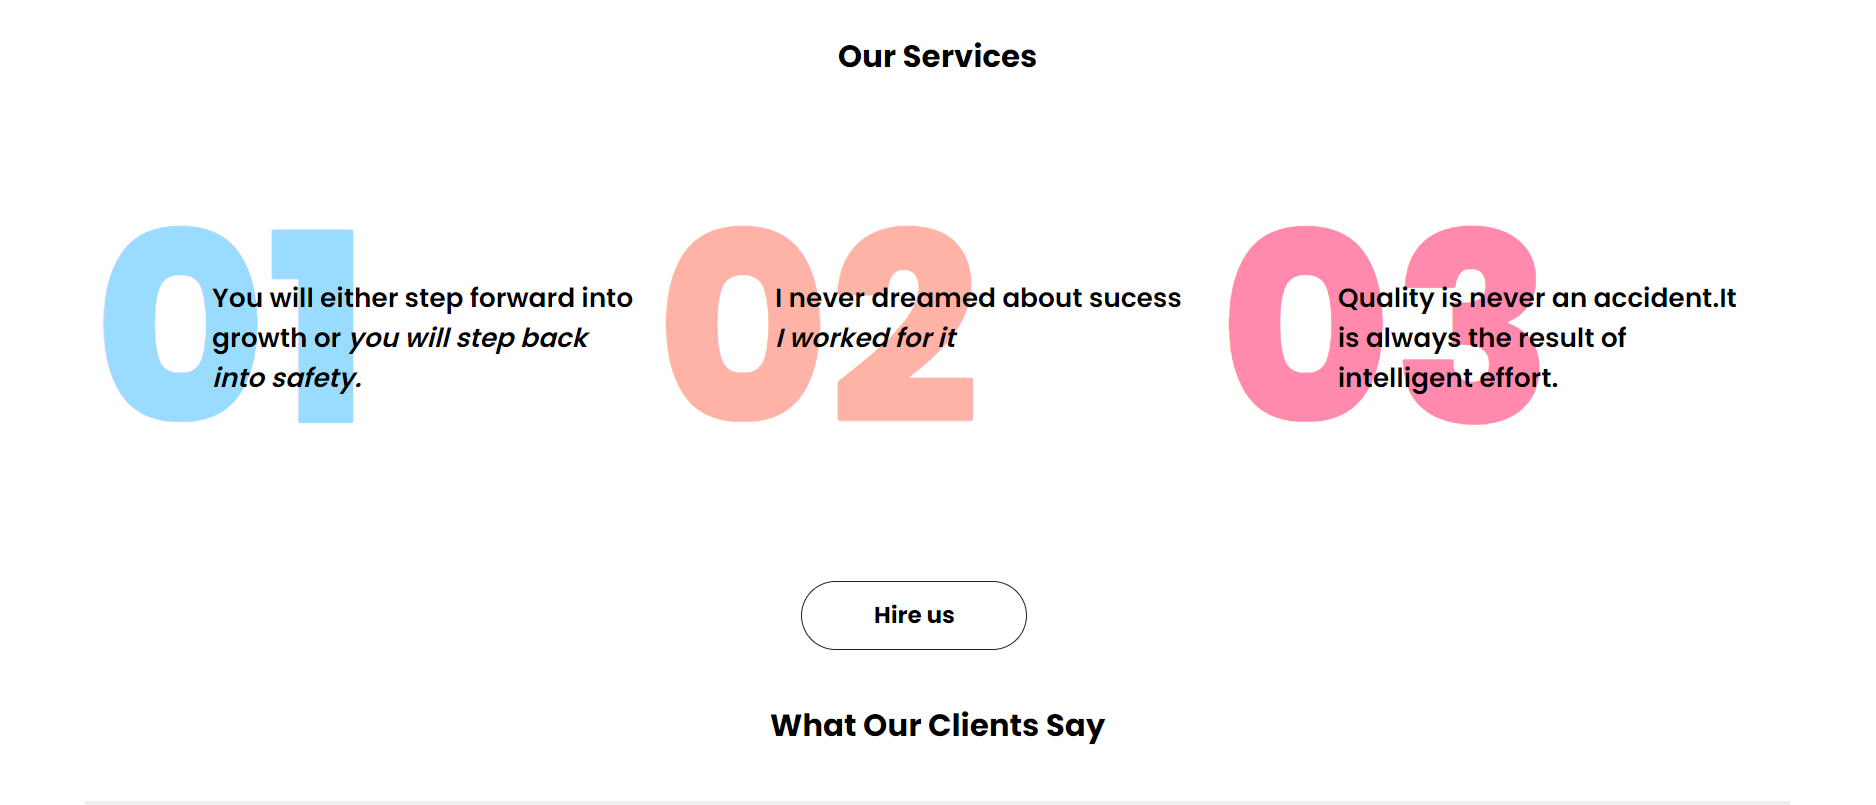 Our Services
01
You will either step forward into
growth or you will step back
into safety.
02
I never dreamed about sucess
I worked for it
03
Quality is never an accident.It
is always the result of
intelligent effort.
Hire us
What Our Clients Say